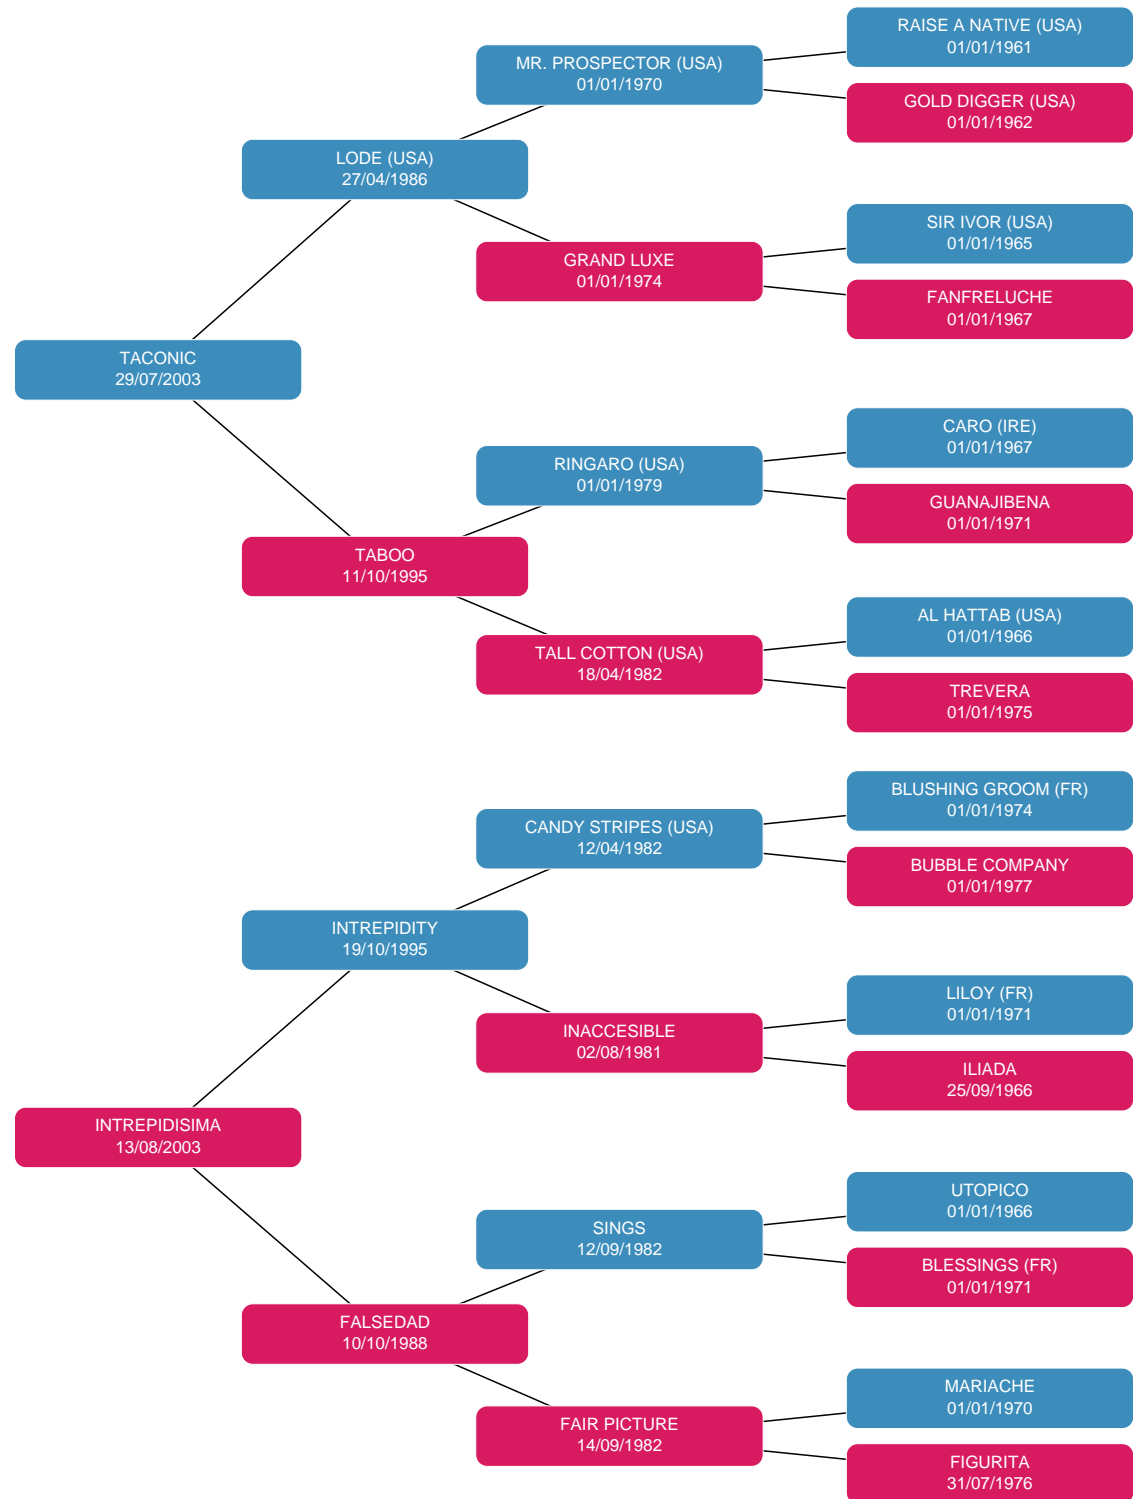 RAISE A NATIVE (USA)
01/01/1961
MR. PROSPECTOR (USA)
01/01/1970
GOLD DIGGER (USA)
01/01/1962
LODE (USA)
27/04/1986
SIR IVOR (USA)
01/01/1965
GRAND LUXE
01/01/1974
FANFRELUCHE
01/01/1967
TACONIC
29/07/2003
CARO (IRE)
01/01/1967
RINGARO (USA)
01/01/1979
GUANAJIBENA
01/01/1971
TABOO
11/10/1995
AL HATTAB (USA)
01/01/1966
TALL COTTON (USA)
18/04/1982
TREVERA
01/01/1975
BLUSHING GROOM (FR)
01/01/1974
CANDY STRIPES (USA)
12/04/1982
BUBBLE COMPANY
01/01/1977
INTREPIDITY
19/10/1995
LILOY (FR)
01/01/1971
INACCESIBLE
02/08/1981
ILIADA
25/09/1966
INTREPIDISIMA
13/08/2003
UTOPICO
01/01/1966
SINGS
12/09/1982
BLESSINGS (FR)
01/01/1971
FALSEDAD
10/10/1988
MARIACHE
01/01/1970
FAIR PICTURE
14/09/1982
FIGURITA
31/07/1976